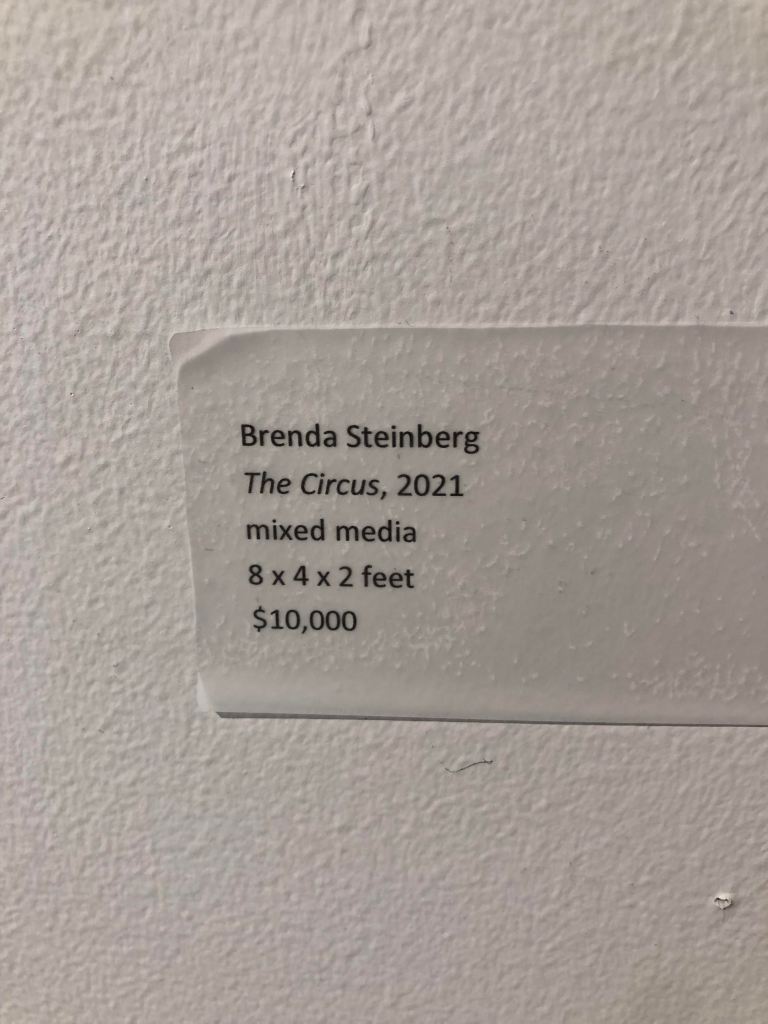 Brenda Steinberg
The Circus, 2021
mixed media
8 x 4 x 2 feet
$10,000